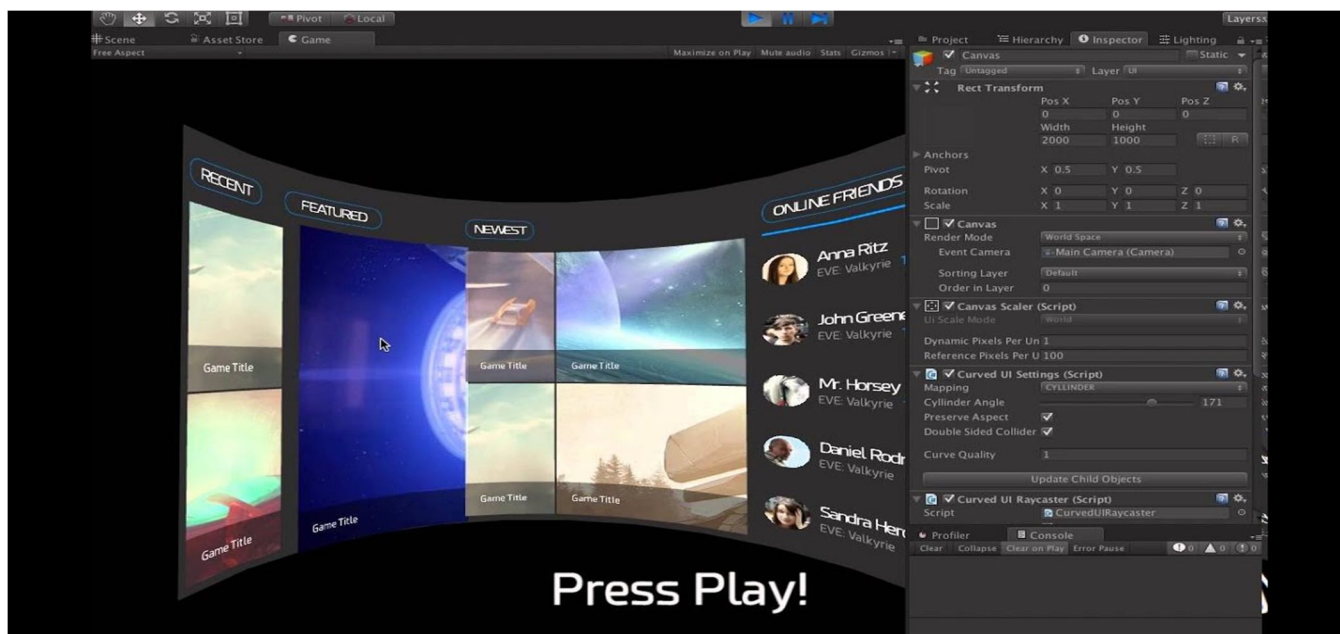 Pivot Local Layers
Scene Asset Store Game
Free Aspect Maximize on Play Mute audio Stats Gizmos
RECENT
FEATURED
NEWEST
ONLINE FRIENDS
Anna Ritz
EVE: Valkyrie
John Greene
EVE: Valkyrie
Mr. Horsey
EVE: Valkyrie
Daniel Rodr
EVE: Valkyrie
Sandra Herc
EVE: Valkyrie
Game Title
Game Title
Game Title
Game Title Game Title
Game Title Game Title
Press Play!
Project Hierarchy Inspector Lighting
Canvas Static
Tag Untagged Layer UI
Rect Transform
Pos X Pos Y Pos Z
0 0 0
Width Height
2000 1000 R
Anchors
Pivot X 0.5 Y 0.5
Rotation X 0 Y 0 Z 0
Scale X 1 Y 1 Z 1
Canvas
Render Mode World Space
Event Camera Main Camera (Camera)
Sorting Layer Default
Order in Layer 0
Canvas Scaler (Script)
Ui Scale Mode World
Dynamic Pixels Per Un 1
Reference Pixels Per U 100
Curved UI Settings (Script)
Mapping CYLLINDER
Cyllinder Angle 171
Preserve Aspect
Double Sided Collider
Curve Quality 1
Update Child Objects
Curved UI Raycaster (Script)
Script CurvedUIRaycaster
Profiler Console
Clear Collapse Clear on Play Error Pause 0 0 0